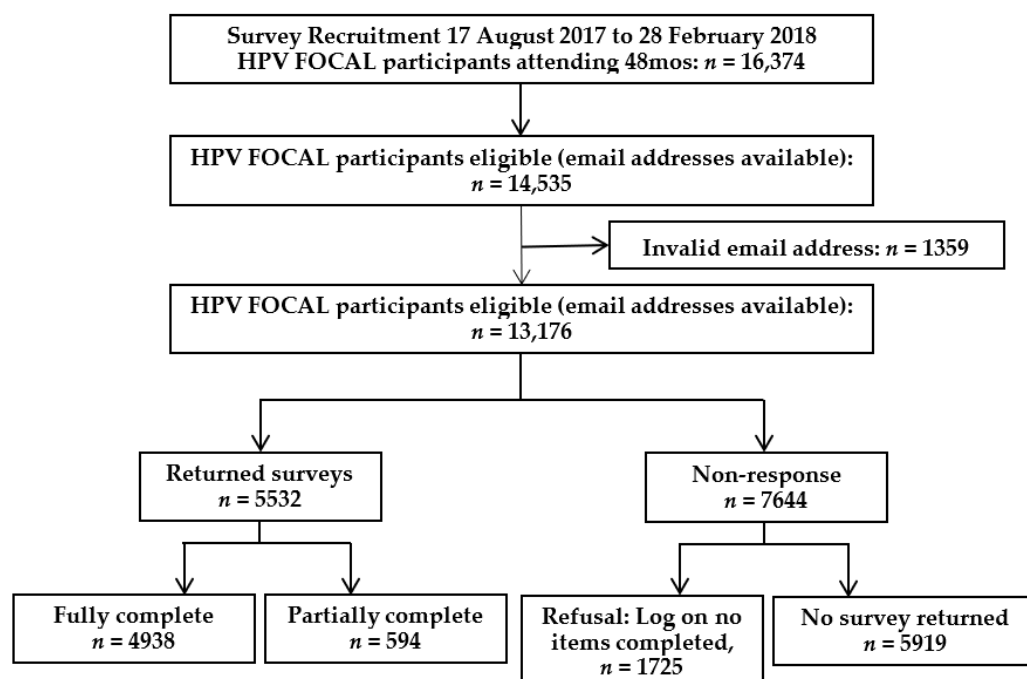 Survey Recruitment 17 August 2017 to 28 February 2018
HPV FOCAL participants attending 48mos: n = 16,374
HPV FOCAL participants eligible (email addresses available):
n = 14,535
Invalid email address: n = 1359
HPV FOCAL participants eligible (email addresses available):
n = 13,176
Returned surveys
n = 5532
Non-response
n = 7644
Fully complete
n = 4938
Partially complete
n = 594
Refusal: Log on no
items completed,
n = 1725
No survey returned
n = 5919